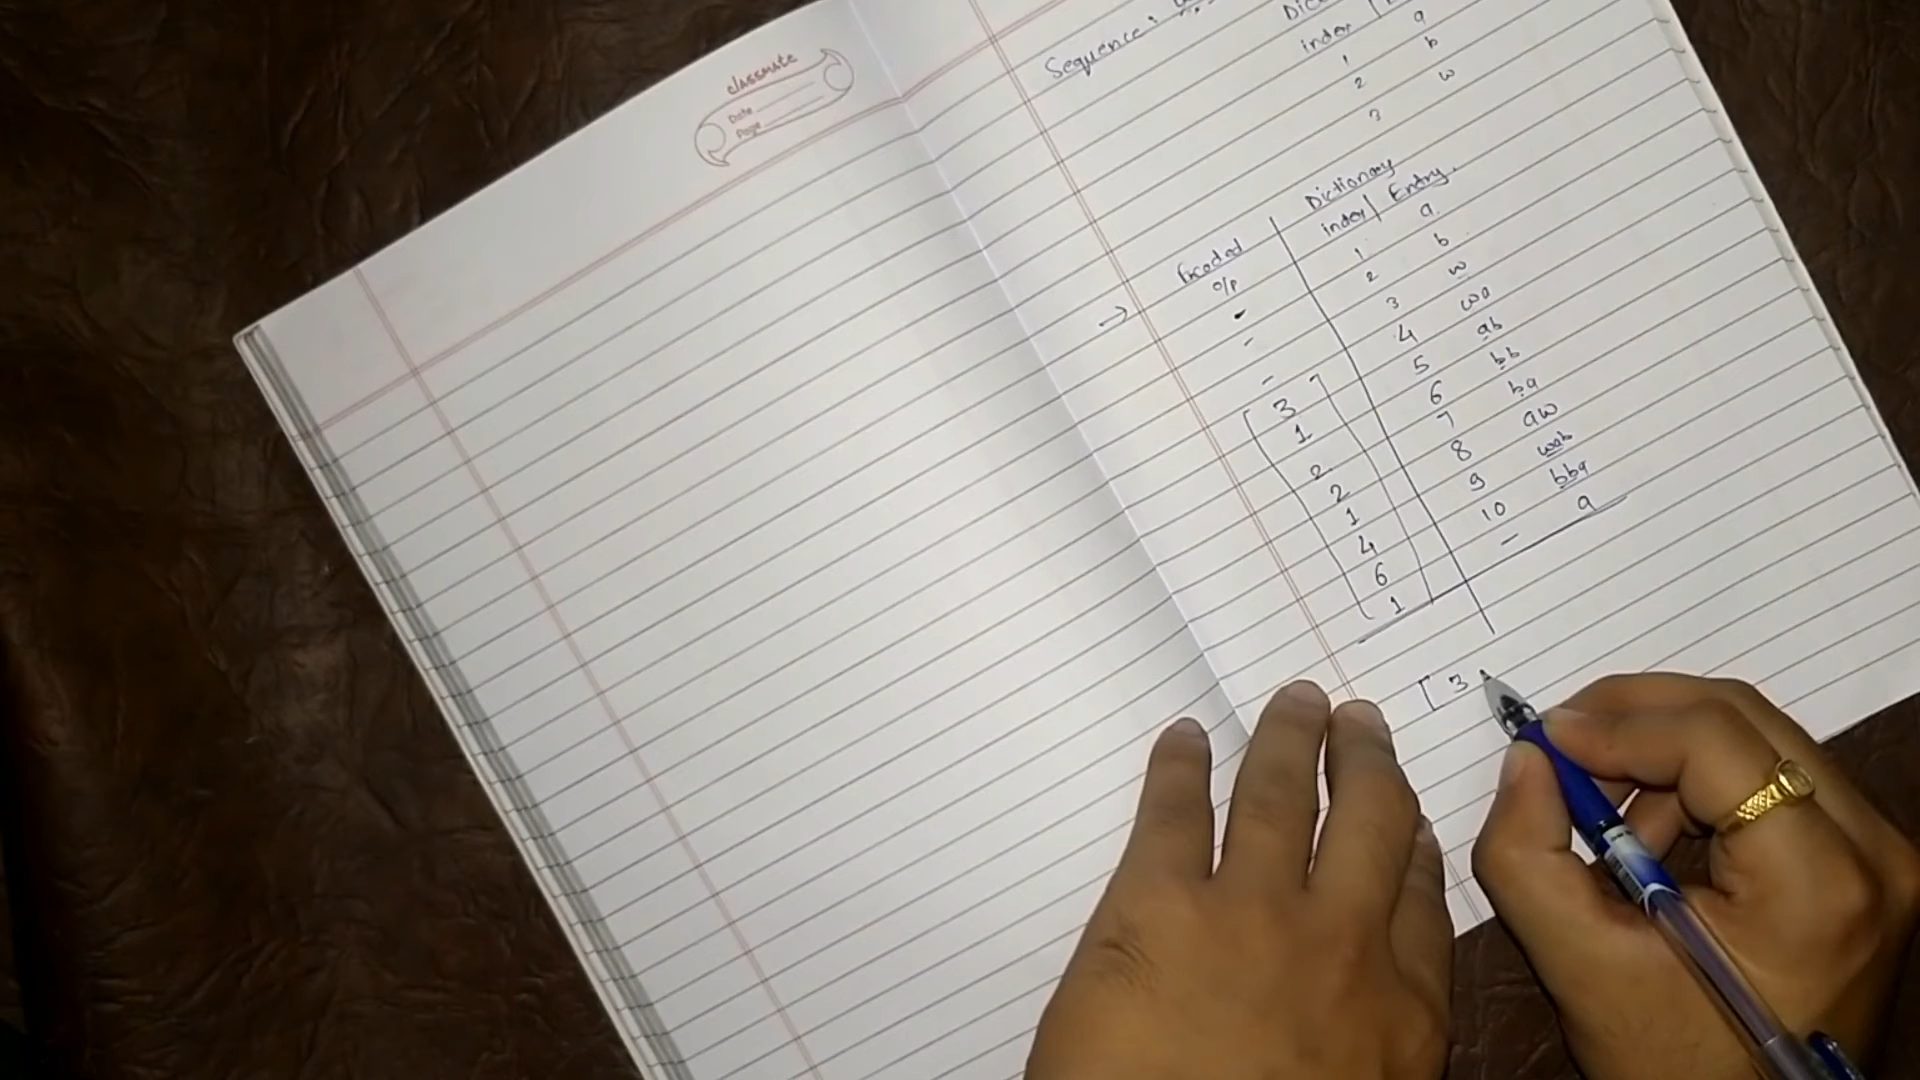 classmate
Date
Page
Sequence:
index
a
1 b
2 w
3
Dictionary
Encoded index | Entry.
o/p 1 a
- 2 b
- 3 w
- 4 wa
3 5 ab
1 6 bb
2 7 ba
2 8 aw
1 9 wab
4 10 bba
6 - a
1
[ 3